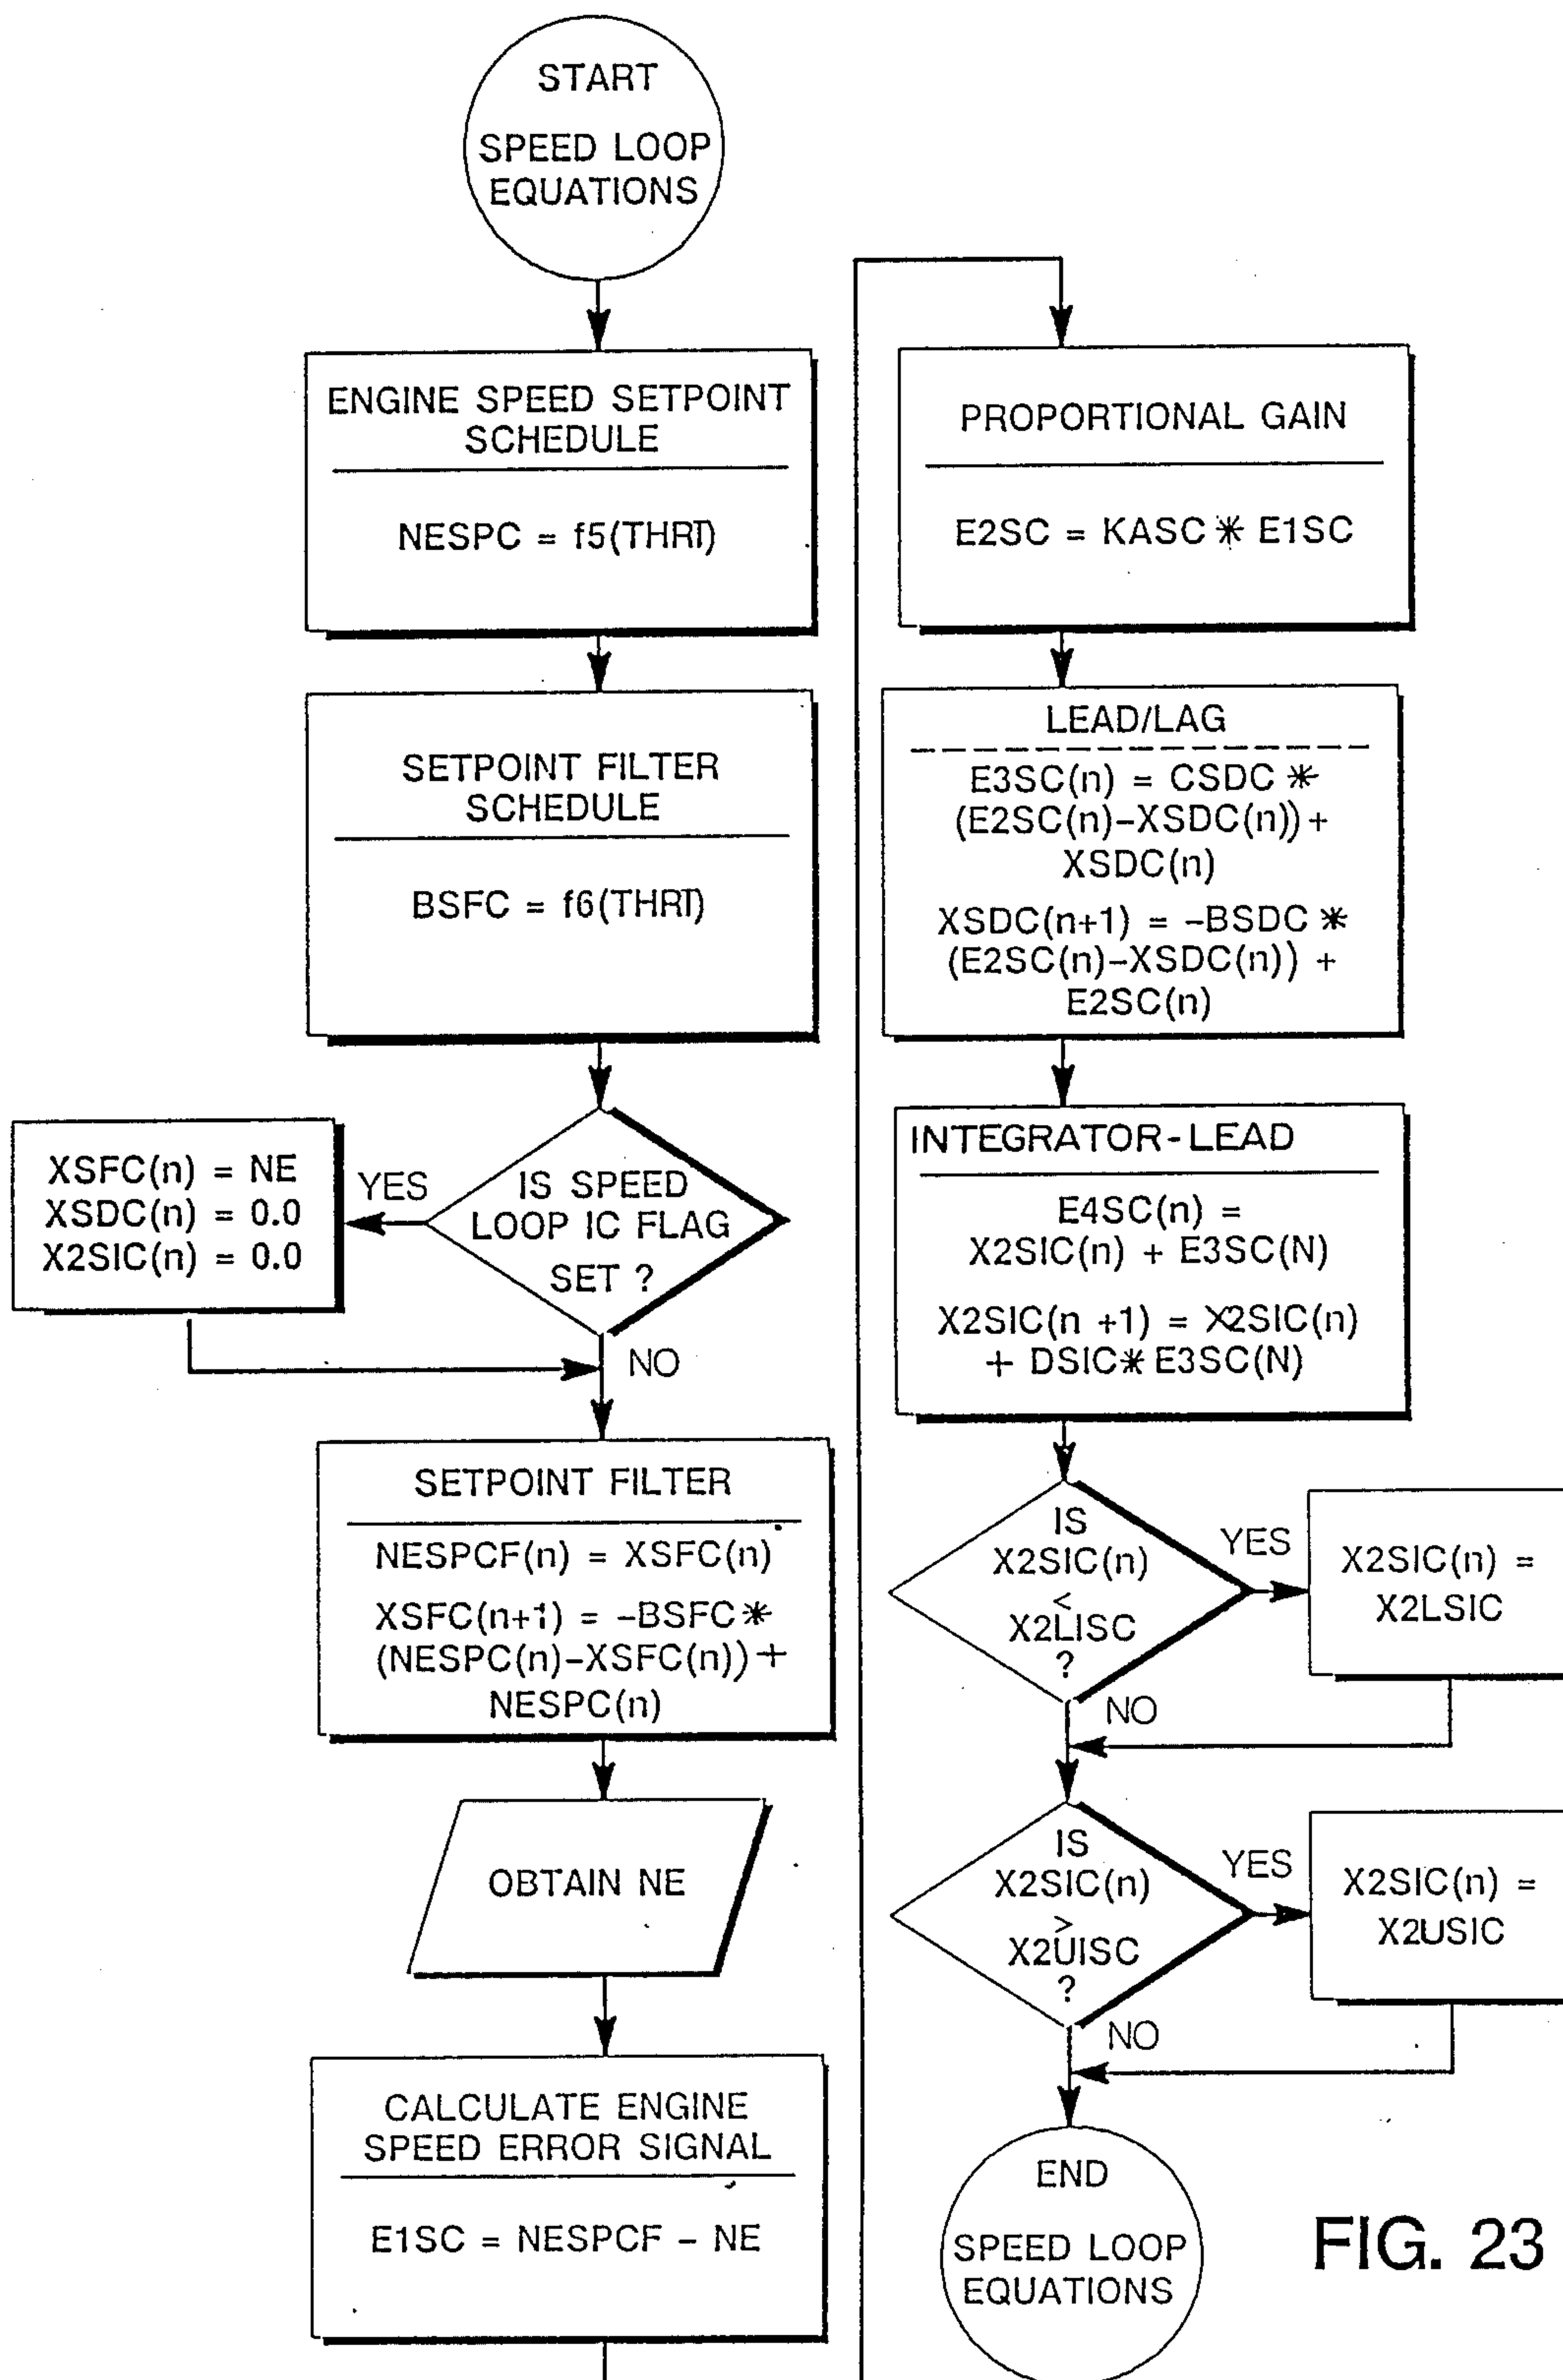 START
SPEED LOOP
EQUATIONS
ENGINE SPEED SETPOINT
SCHEDULE
NESPC = f5(THRT)
SETPOINT FILTER
SCHEDULE
BSFC = f6(THRT)
IS SPEED
LOOP IC FLAG
SET ?
YES
XSFC(n) = NE
XSDC(n) = 0.0
X2SIC(n) = 0.0
NO
SETPOINT FILTER
NESPCF(n) = XSFC(n)
XSFC(n+1) = -BSFC *
(NESPC(n)-XSFC(n)) +
NESPC(n)
OBTAIN NE
CALCULATE ENGINE
SPEED ERROR SIGNAL
E1SC = NESPCF - NE
PROPORTIONAL GAIN
E2SC = KASC * E1SC
LEAD/LAG
E3SC(n) = CSDC *
(E2SC(n)-XSDC(n)) +
XSDC(n)
XSDC(n+1) = -BSDC *
(E2SC(n)-XSDC(n)) +
E2SC(n)
INTEGRATOR-LEAD
E4SC(n) =
X2SIC(n) + E3SC(N)
X2SIC(n +1) = X2SIC(n)
+ DSIC* E3SC(N)
IS
X2SIC(n)
<
X2LISC
?
YES
X2SIC(n) =
X2LSIC
NO
IS
X2SIC(n)
>
X2UISC
?
YES
X2SIC(n) =
X2USIC
NO
END
SPEED LOOP
EQUATIONS
FIG. 23